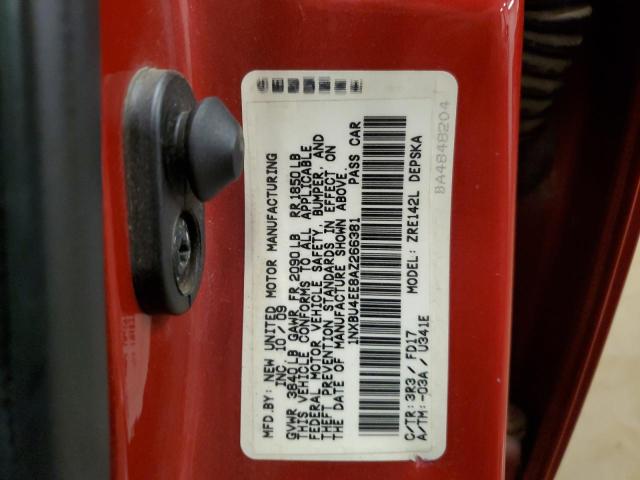 MFD.BY: NEW UNITED MOTOR MANUFACTURING
INC. 10/09
GVWR 3840LB GAWR FR 2090LB RR1850LB
THIS VEHICLE CONFORMS TO ALL APPLICABLE
FEDERAL MOTOR VEHICLE SAFETY, BUMPER, AND
THEFT PREVENTION STANDARDS IN EFFECT ON
THE DATE OF MANUFACTURE SHOWN ABOVE.
1NXBU4EE8AZ266381 PASS CAR
C/TR: 3R3/FD17 MODEL: ZRE142L DEPSKA
A/TM: -03A/U341E
BA4848204